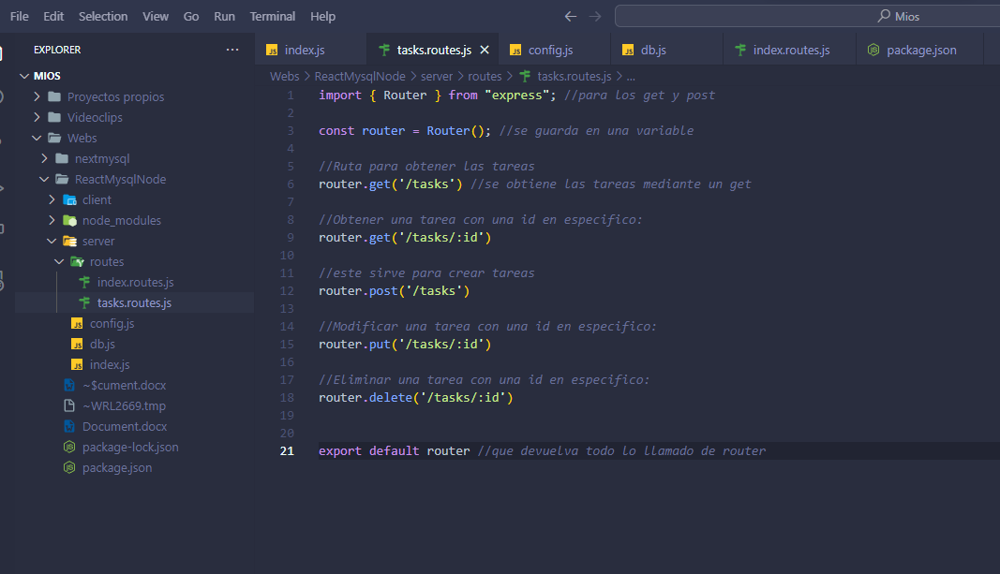 File Edit Selection View Go Run Terminal Help
Mios
EXPLORER ...
MIOS
Proyectos propios
Videoclips
Webs
nextmysql
ReactMysqlNode
client
node_modules
server
routes
index.routes.js
tasks.routes.js
config.js
db.js
index.js
~$cument.docx
~WRL2669.tmp
Document.docx
package-lock.json
package.json
index.js tasks.routes.js config.js db.js index.routes.js package.json
Webs > ReactMysqlNode > server > routes > tasks.routes.js > ...
1 import { Router } from "express"; //para los get y post
2
3 const router = Router(); //se guarda en una variable
4
5 //Ruta para obtener las tareas
6 router.get('/tasks') //se obtiene las tareas mediante un get
7
8 //Obtener una tarea con una id en especifico:
9 router.get('/tasks/:id')
10
11 //este sirve para crear tareas
12 router.post('/tasks')
13
14 //Modificar una tarea con una id en especifico:
15 router.put('/tasks/:id')
16
17 //Eliminar una tarea con una id en especifico:
18 router.delete('/tasks/:id')
19
20
21 export default router //que devuelva todo lo llamado de router